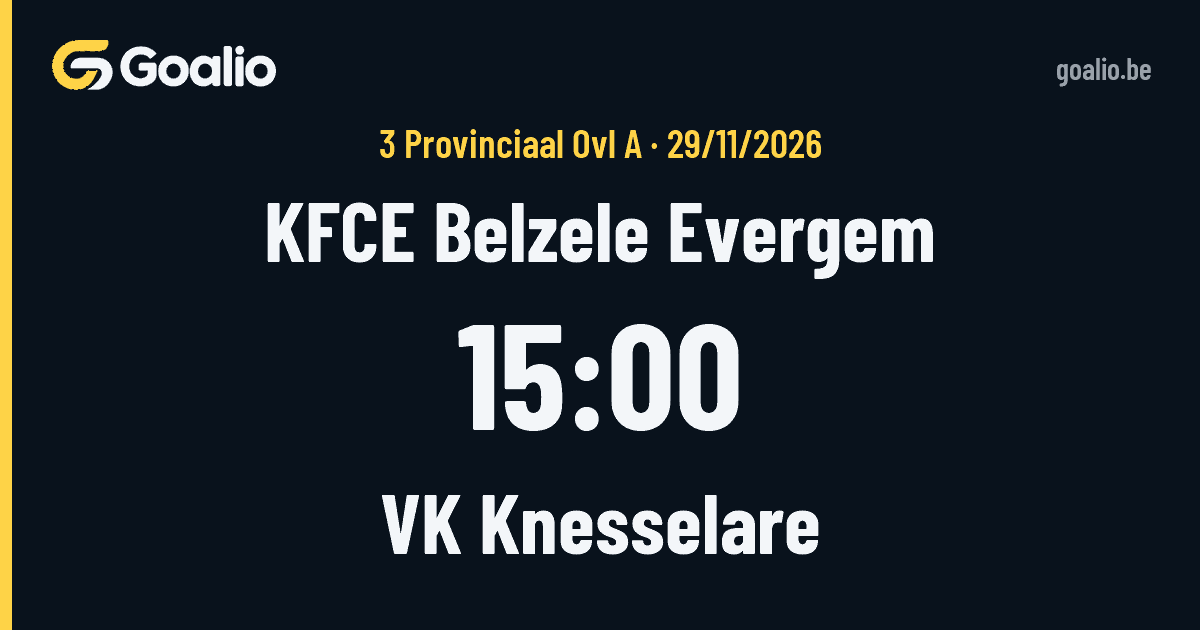 Goalio
goalio.be
3 Provinciaal Ovl A · 29/11/2026
KFCE Belzele Evergem
15:00
VK Knesselare